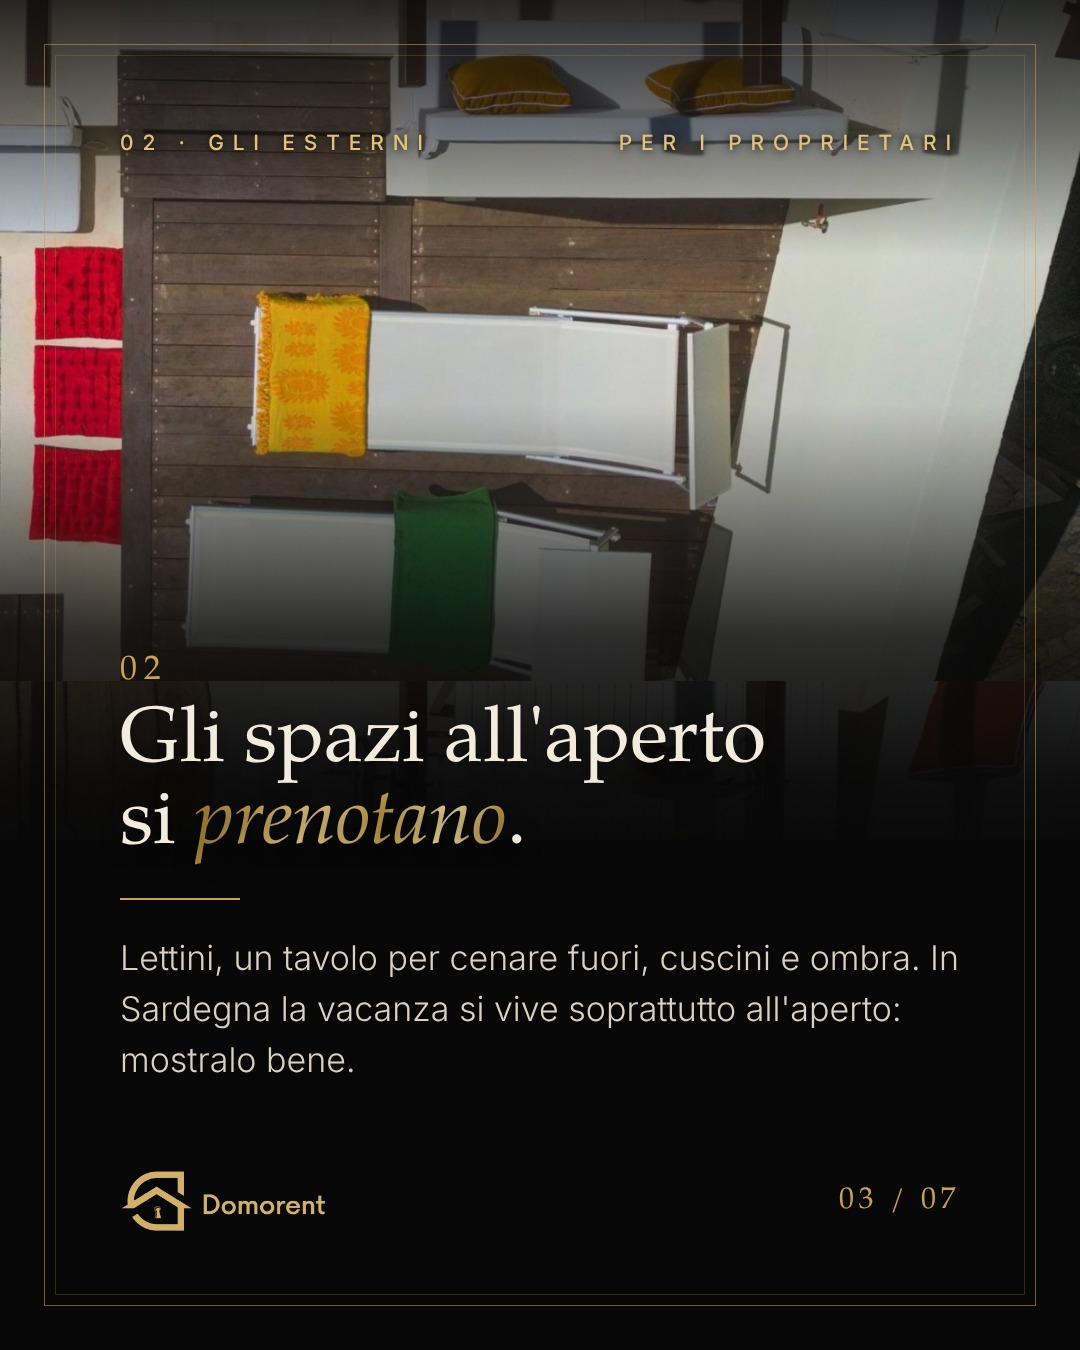 02 · GLI ESTERNI
PER I PROPRIETARI
02
Gli spazi all'aperto
si prenotano.
Lettini, un tavolo per cenare fuori, cuscini e ombra. In
Sardegna la vacanza si vive soprattutto all'aperto:
mostralo bene.
Domorent
03 / 07